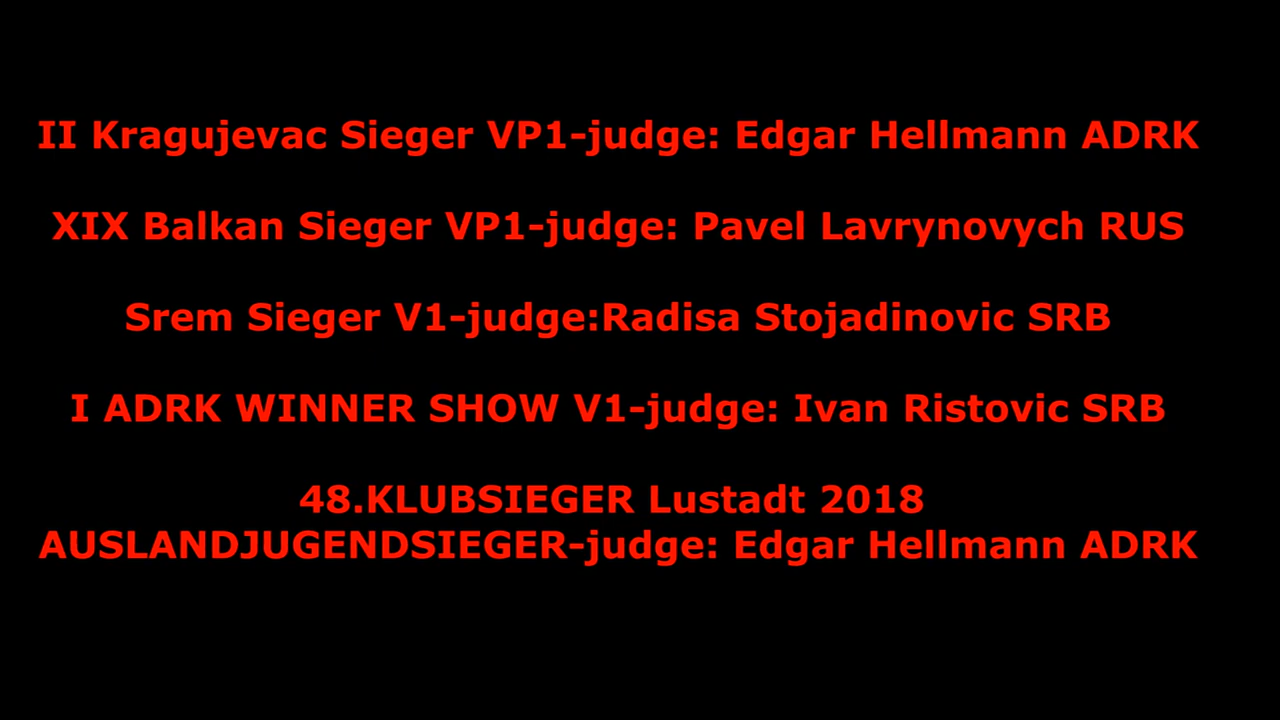 II Kragujevac Sieger VP1-judge: Edgar Hellmann ADRK
XIX Balkan Sieger VP1-judge: Pavel Lavrynovych RUS
Srem Sieger V1-judge:Radisa Stojadinovic SRB
I ADRK WINNER SHOW V1-judge: Ivan Ristovic SRB
48.KLUBSIEGER Lustadt 2018
AUSLANDJUGENDSIEGER-judge: Edgar Hellmann ADRK